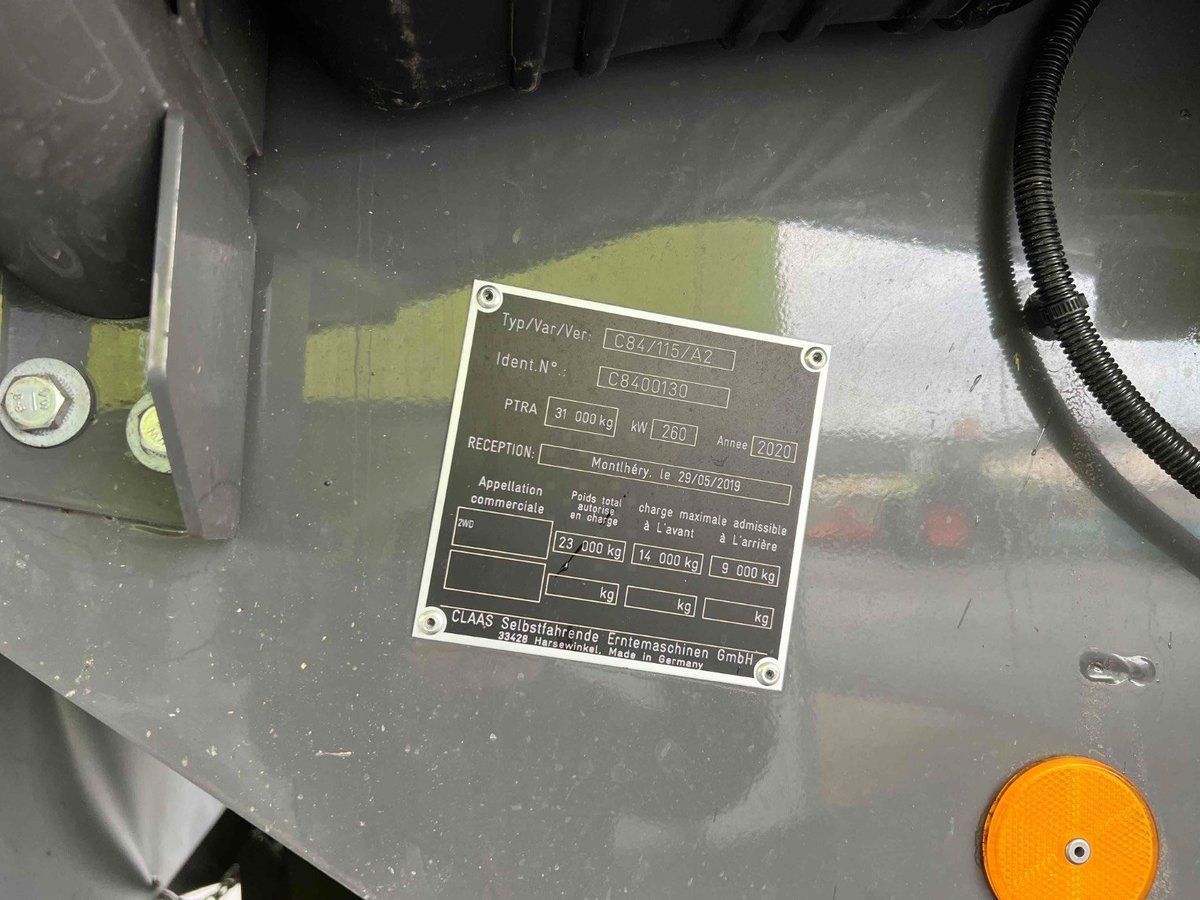 Typ/Var/Ver: C84/115/A2
Ident.N°.: C8400130
PTRA 31 000 kg kW 260 Annee 2020
RECEPTION: Montlhéry, le 29/05/2019
Appellation commerciale
Poids total autorise en charge
charge maximale admissible
à L'avant à L'arrière
2WD 23 000 kg 14 000 kg 9 000 kg
kg kg kg
CLAAS Selbstfahrende Erntemaschinen GmbH
33428 Harsewinkel, Made in Germany